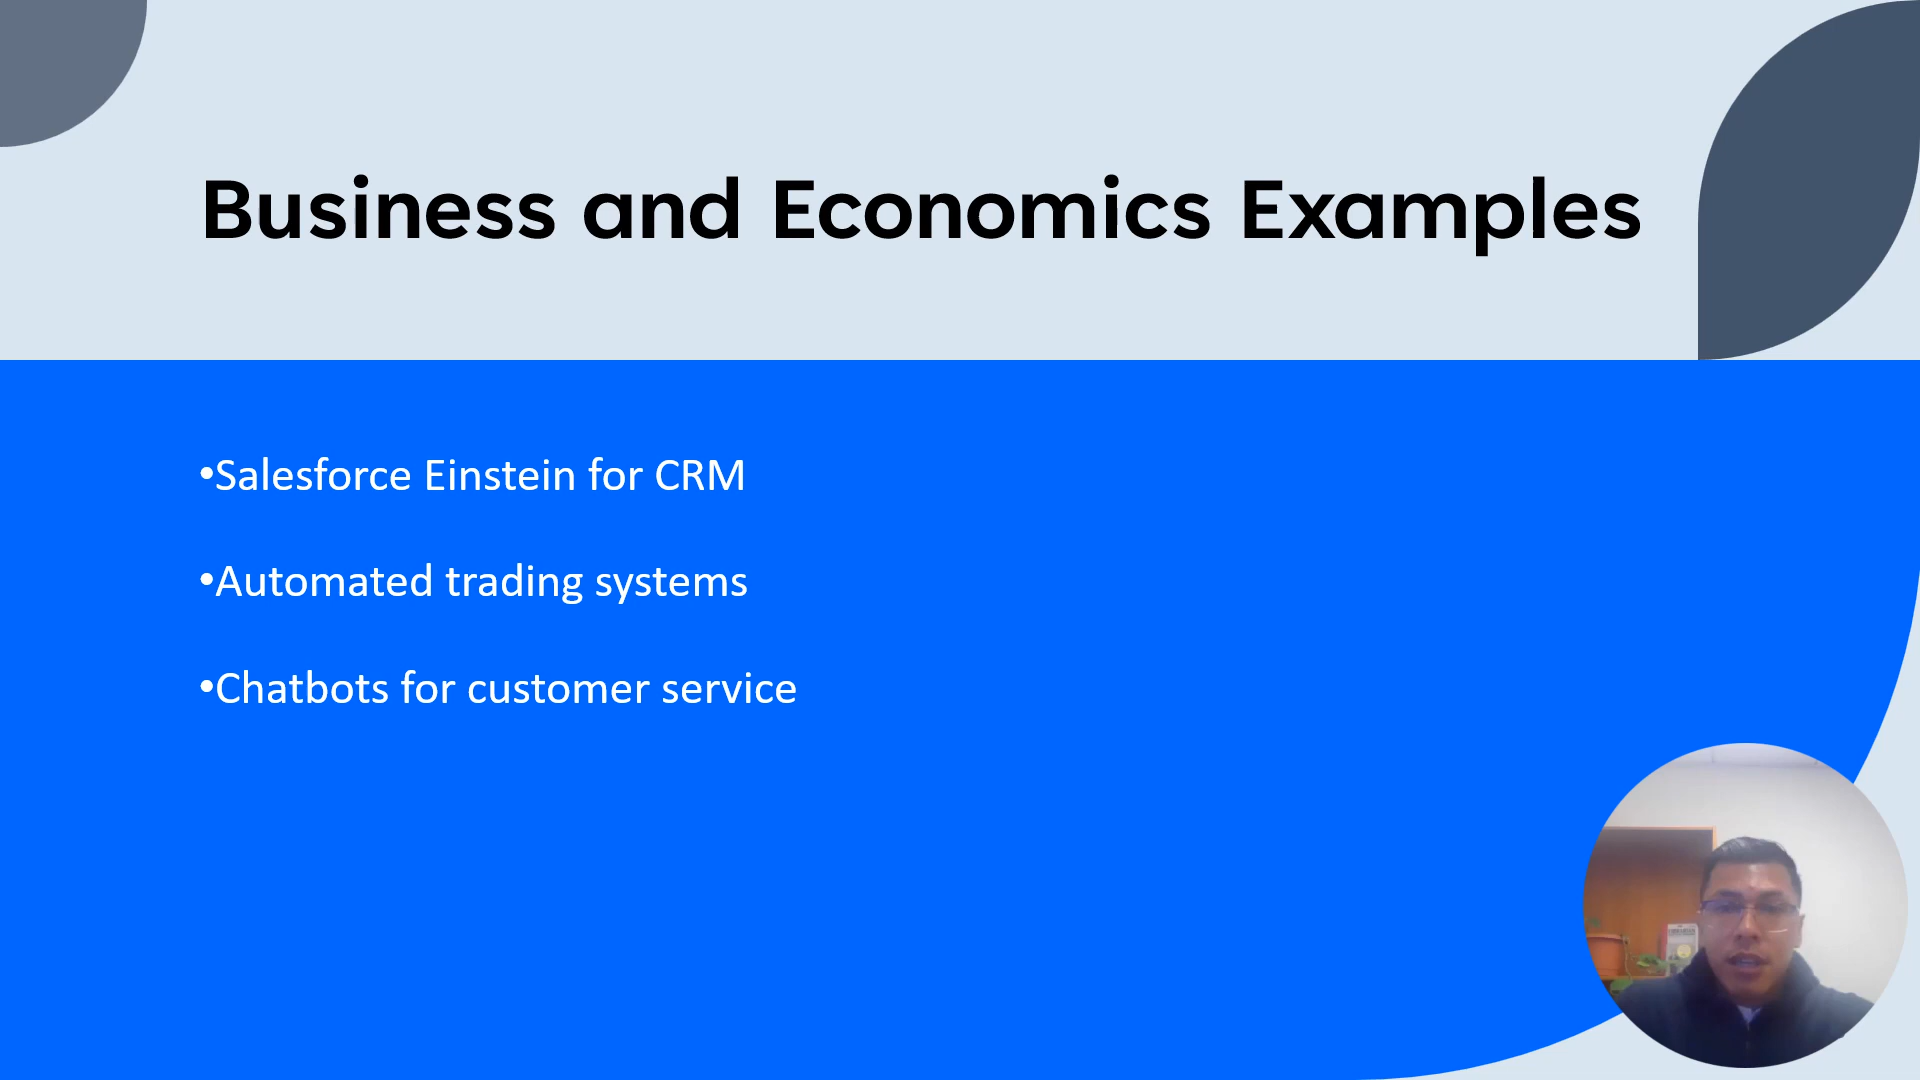 Business and Economics Examples
•Salesforce Einstein for CRM
•Automated trading systems
•Chatbots for customer service